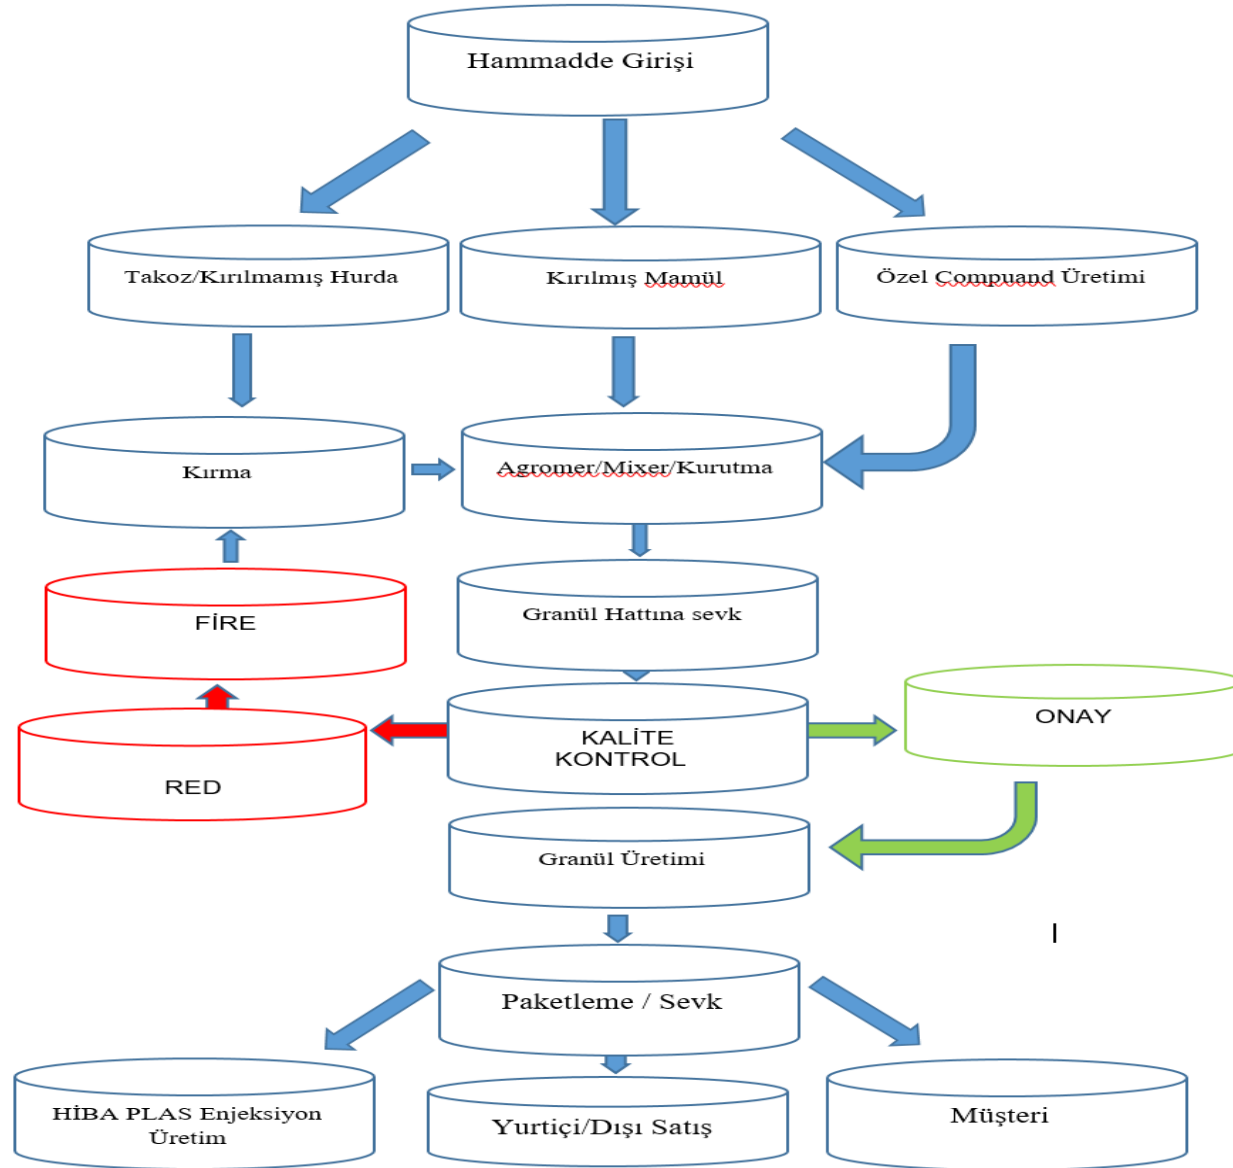 Hammadde Girişi
Takoz/Kırılmamış Hurda
Kırılmış Mamül
Özel Compuand Üretimi
Kırma
Agromer/Mixer/Kurutma
FİRE
Granül Hattına sevk
RED
KALİTE
KONTROL
ONAY
Granül Üretimi
Paketleme / Sevk
HİBA PLAS Enjeksiyon
Üretim
Yurtiçi/Dışı Satış
Müşteri